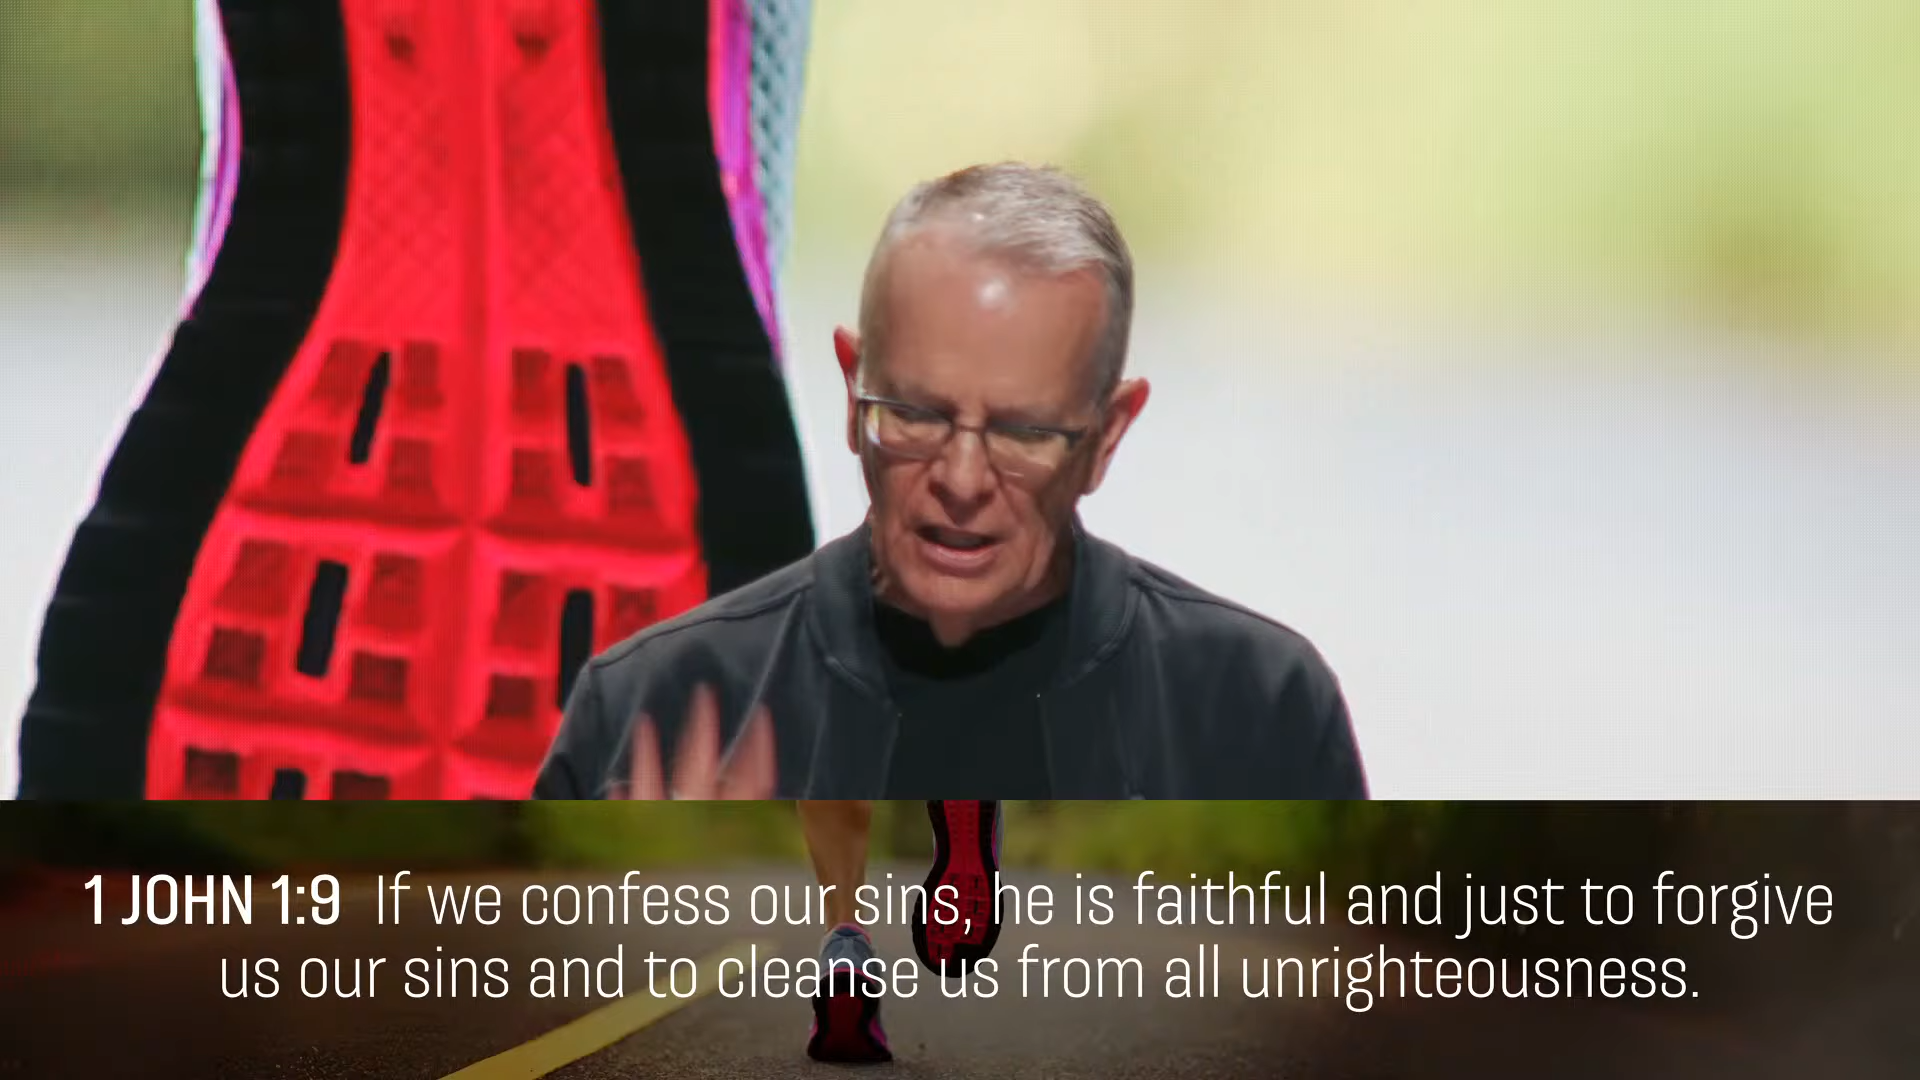 1 JOHN 1:9 If we confess our sins, he is faithful and just to forgive
us our sins and to cleanse us from all unrighteousness.